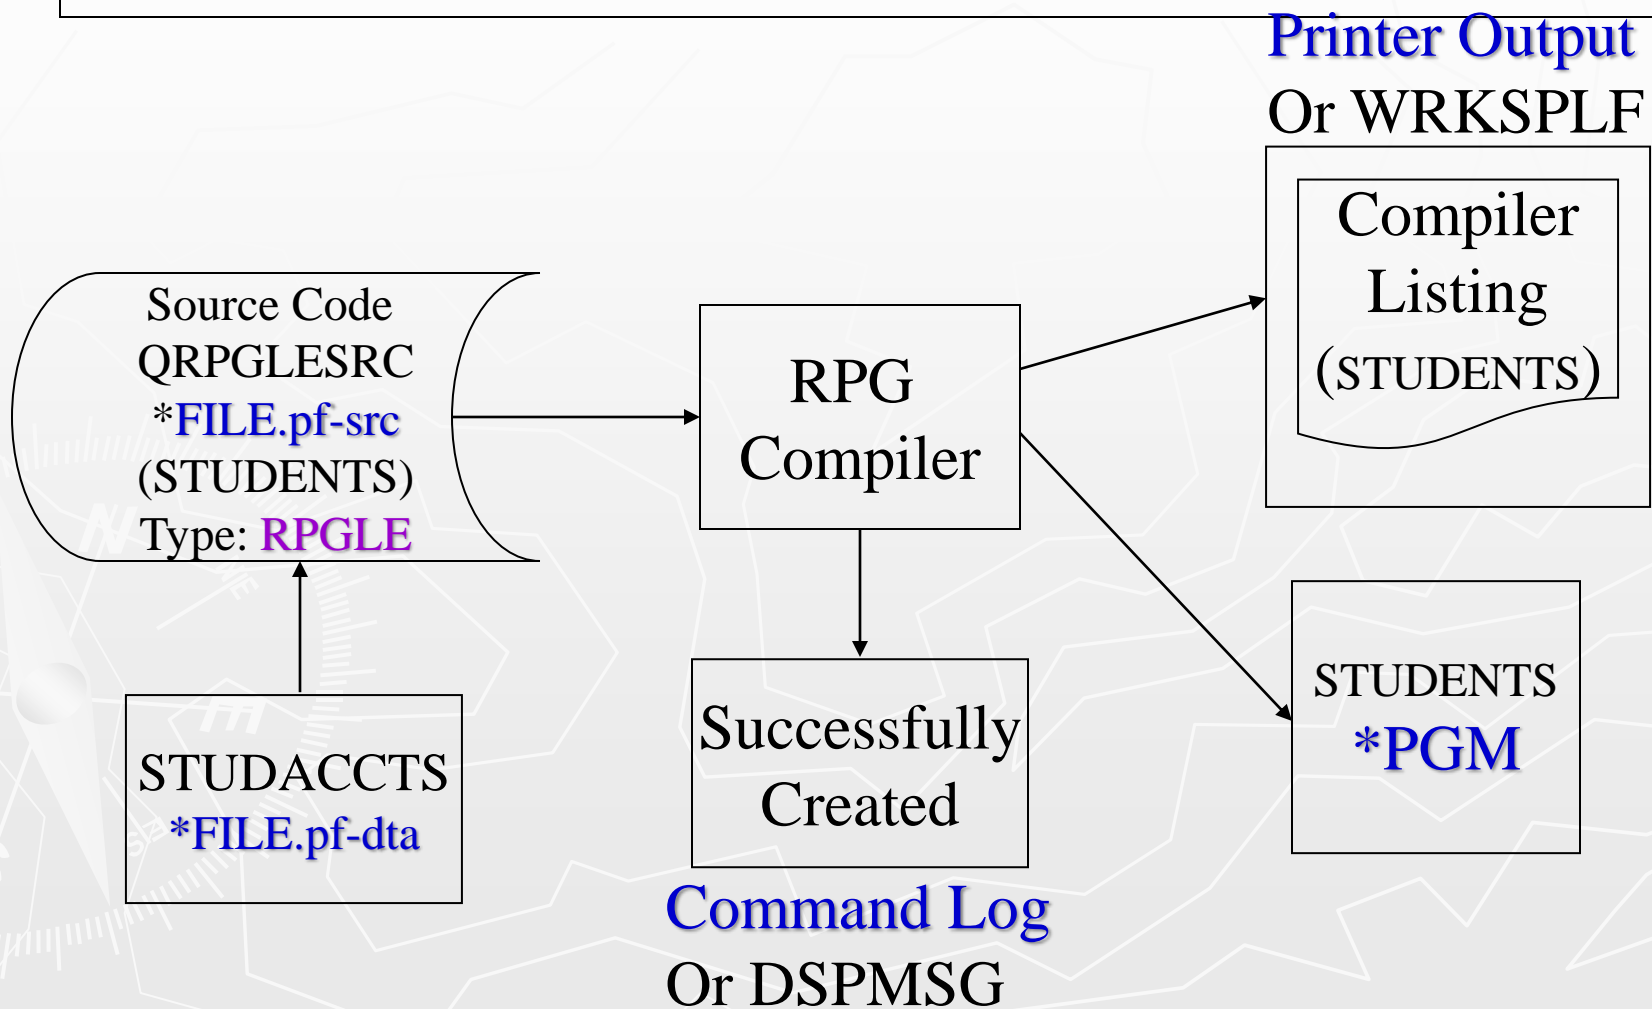 Printer Output
Or WRKSPLF
Compiler
Listing
(STUDENTS)
Source Code
QRPGLESRC
*FILE.pf-src
(STUDENTS)
Type: RPGLE
RPG
Compiler
STUDACCTS
*FILE.pf-dta
Successfully
Created
Command Log
Or DSPMSG
STUDENTS
*PGM